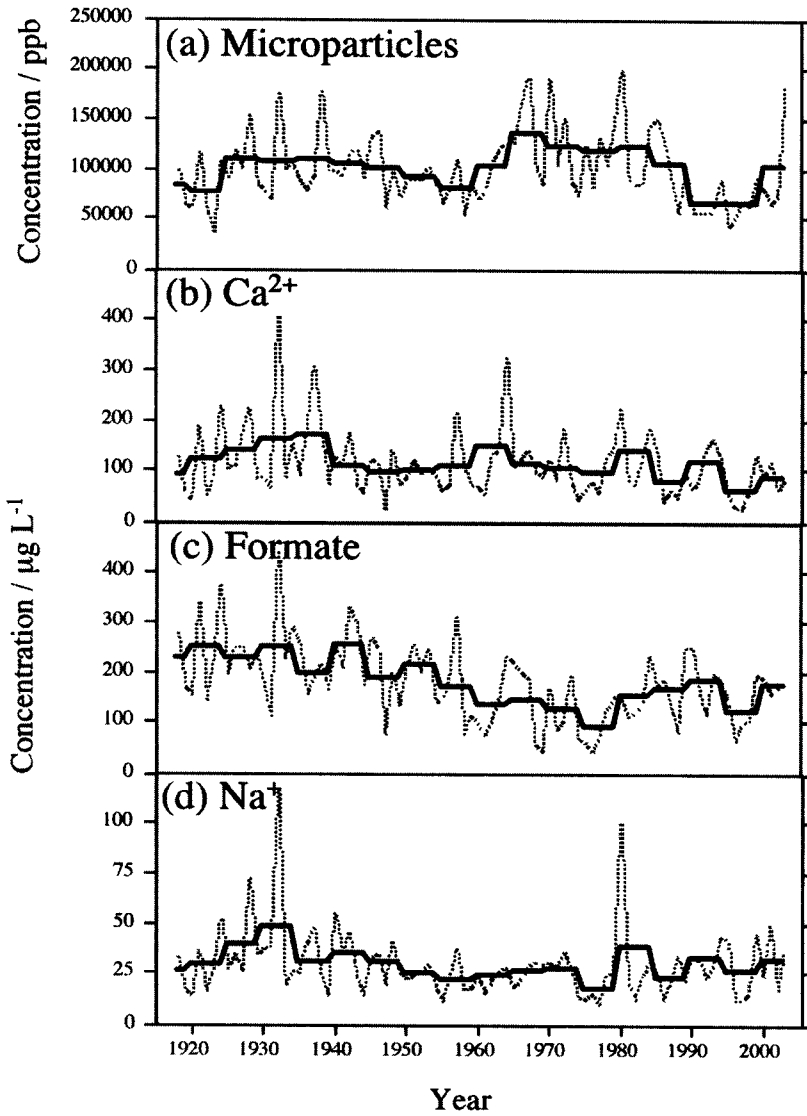 Concentration / ppb
250000
200000
150000
100000
50000
0
(a) Microparticles
Concentration / µg L⁻¹
400
300
200
100
0
(b) Ca²⁺
400
300
200
100
0
(c) Formate
100
75
50
25
0
(d) Na⁺
1920 1930 1940 1950 1960 1970 1980 1990 2000
Year